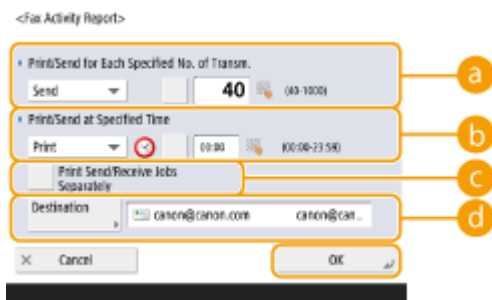 <Fax Activity Report>
Print/Send for Each Specified No. of Transm.
Send 40 (40-1000)
a
Print/Send at Specified Time
Print 00:00 (00:00-23:59)
b
Print Send/Receive Jobs
Separately
c
Destination canon@canon.com canon@can...
d
Cancel OK